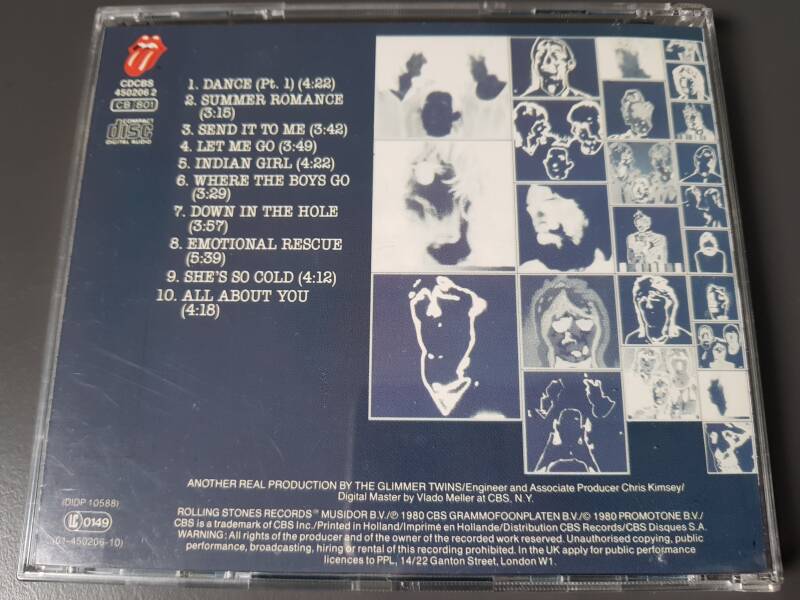 CDCBS
450206 2
CB 801
COMPACT
disc
DIGITAL AUDIO
1. DANCE (Pt. 1) (4:22)
2. SUMMER ROMANCE
(3:15)
3. SEND IT TO ME (3:42)
4. LET ME GO (3:49)
5. INDIAN GIRL (4:22)
6. WHERE THE BOYS GO
(3:29)
7. DOWN IN THE HOLE
(3:57)
8. EMOTIONAL RESCUE
(5:39)
9. SHE'S SO COLD (4:12)
10. ALL ABOUT YOU
(4:18)
ANOTHER REAL PRODUCTION BY THE GLIMMER TWINS/Engineer and Associate Producer Chris Kimsey/
Digital Master by Vlado Meller at CBS, N.Y.
(DIDP 10588)
LC 0149
(01-450206-10)
ROLLING STONES RECORDS™ MUSIDOR B.V./℗ 1980 CBS GRAMMOFOONPLATEN B.V./© 1980 PROMOTONE B.V./
CBS is a trademark of CBS Inc./Printed in Holland/Imprimé en Hollande/Distribution CBS Records/CBS Disques S.A.
WARNING: All rights of the producer and of the owner of the recorded work reserved. Unauthorised copying, public
performance, broadcasting, hiring or rental of this recording prohibited. In the UK apply for public performance
licences to PPL, 14/22 Ganton Street, London W1.